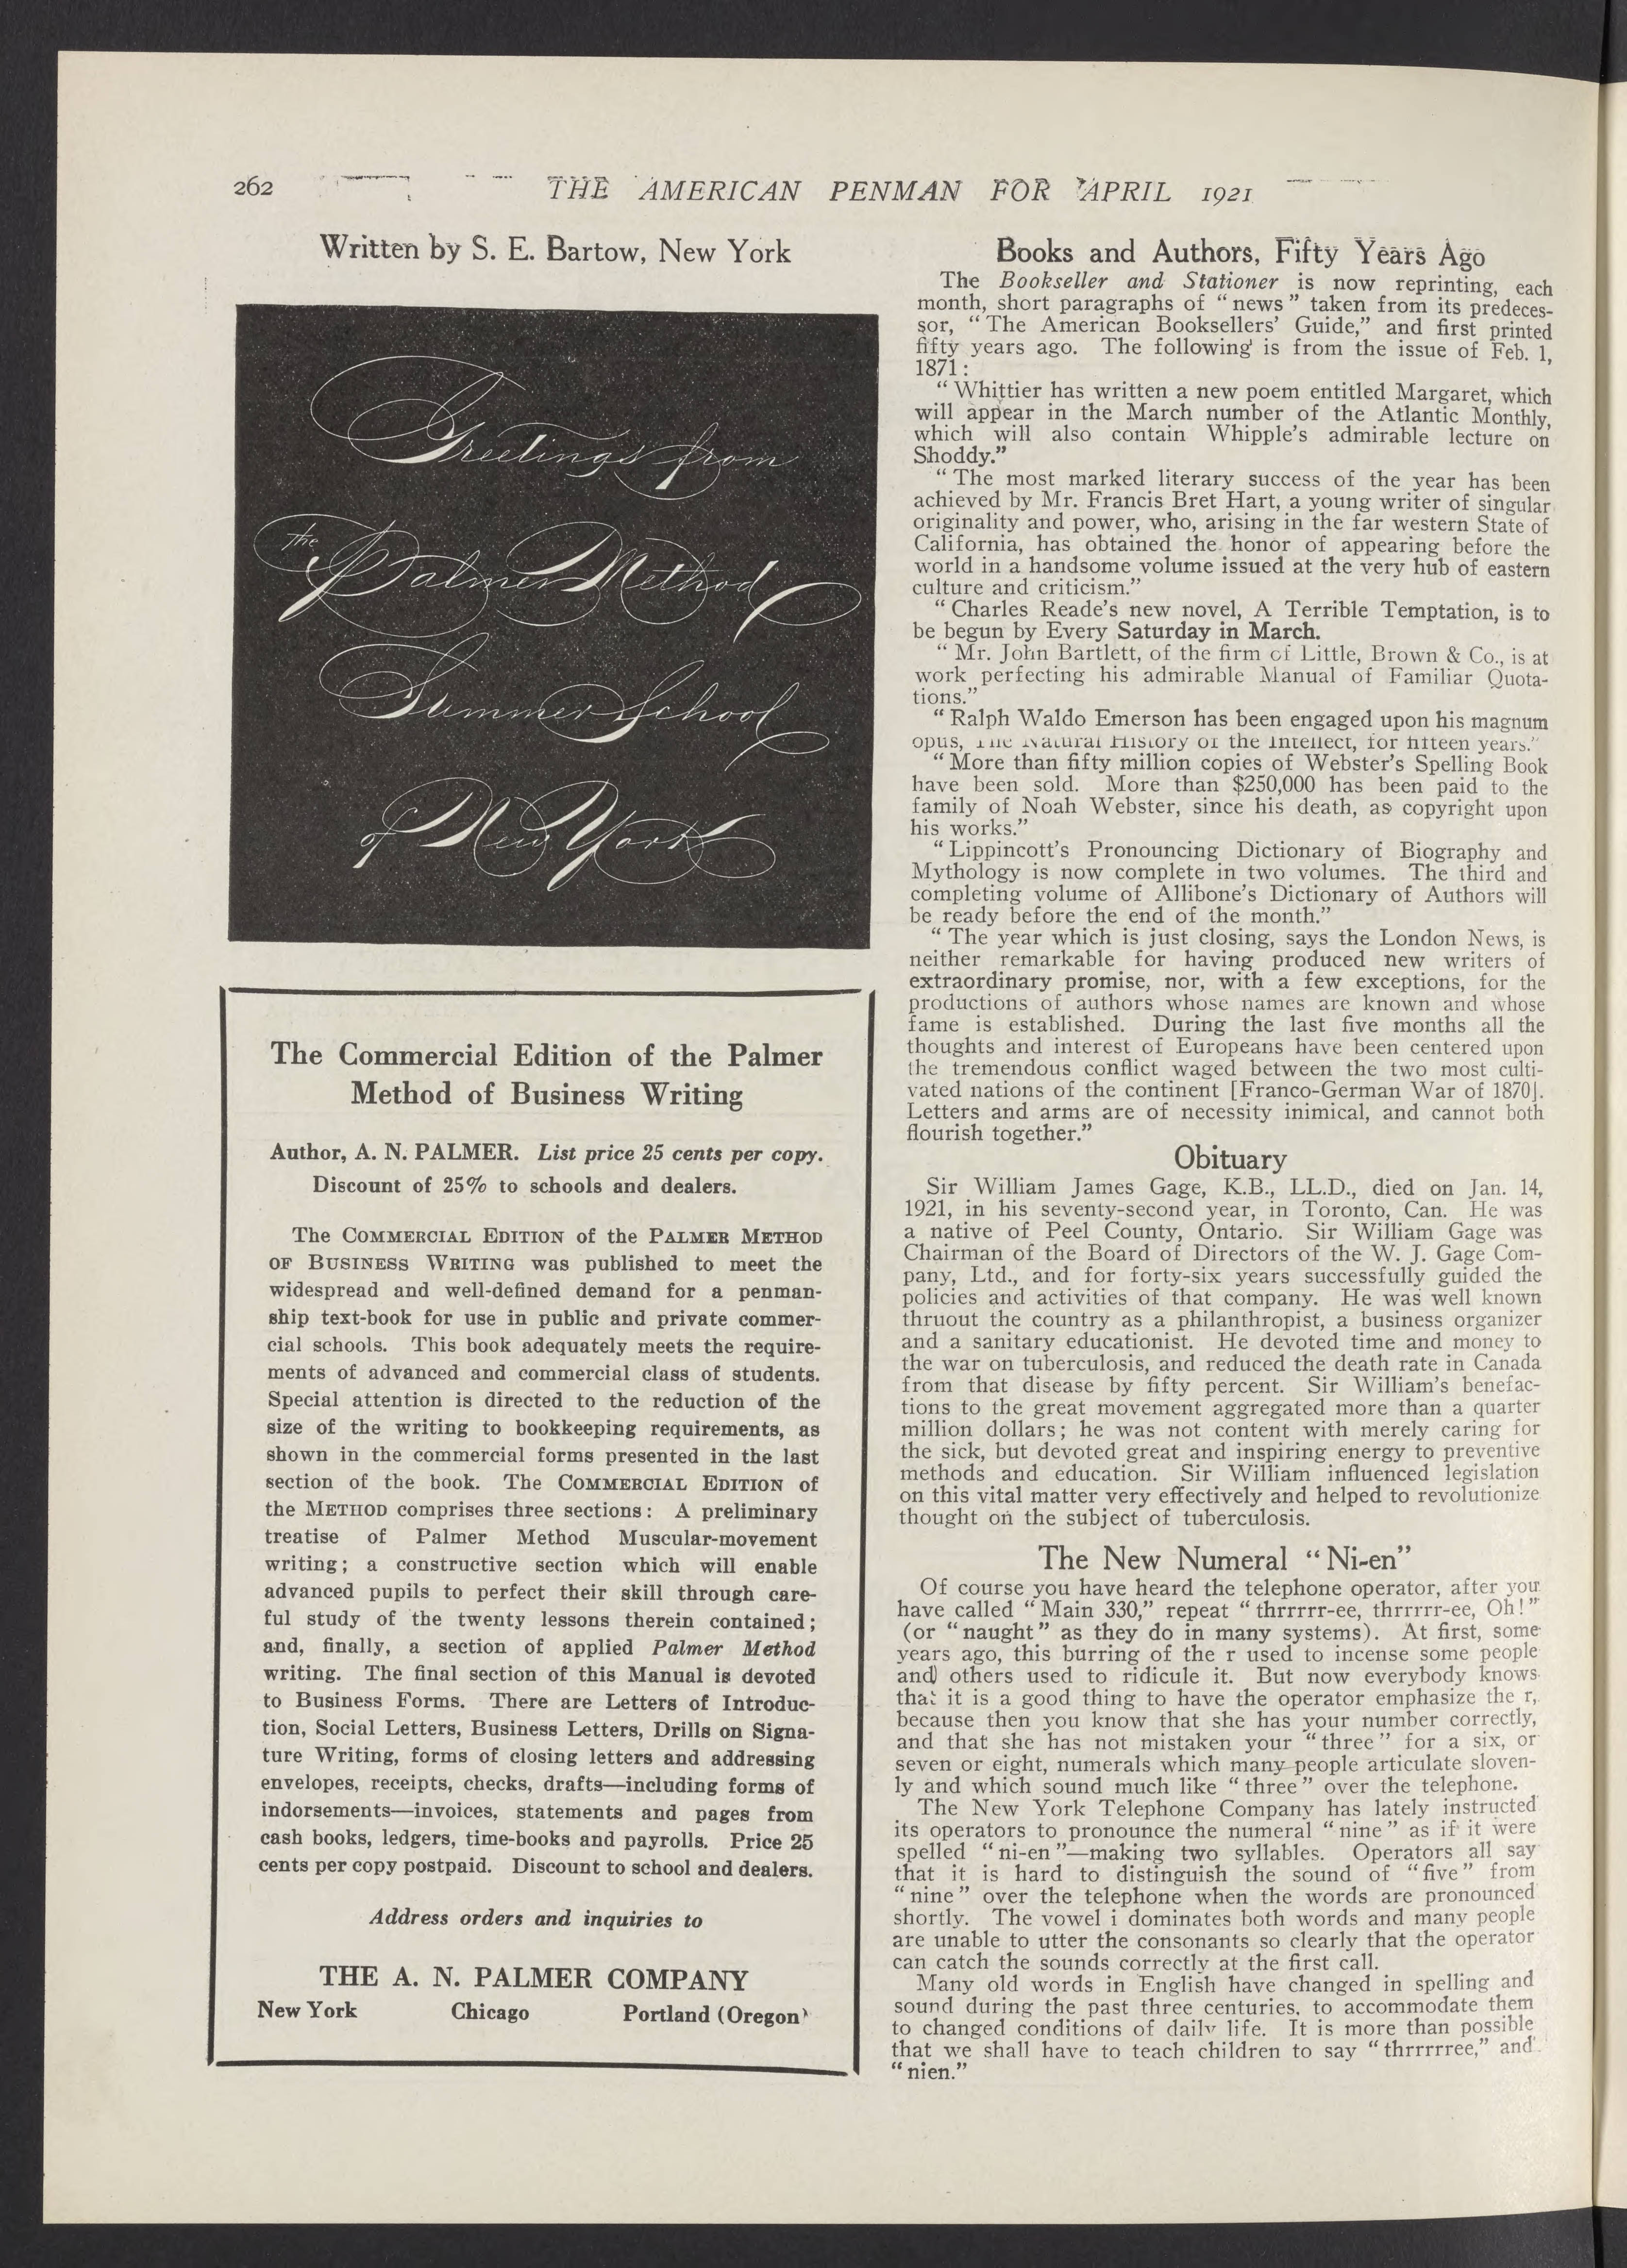 262
THE AMERICAN PENMAN FOR APRIL 1921
Written by S. E. Bartow, New York
Greetings from
the
Palmer Method
Summer School
of New York
The Commercial Edition of the Palmer
Method of Business Writing
Author, A. N. PALMER. List price 25 cents per copy.
Discount of 25% to schools and dealers.
The COMMERCIAL EDITION of the PALMER METHOD
OF BUSINESS WRITING was published to meet the
widespread and well-defined demand for a penman-
ship text-book for use in public and private commer-
cial schools. This book adequately meets the require-
ments of advanced and commercial class of students.
Special attention is directed to the reduction of the
size of the writing to bookkeeping requirements, as
shown in the commercial forms presented in the last
section of the book. The COMMERCIAL EDITION of
the METHOD comprises three sections: A preliminary
treatise of Palmer Method Muscular-movement
writing; a constructive section which will enable
advanced pupils to perfect their skill through care-
ful study of the twenty lessons therein contained;
and, finally, a section of applied Palmer Method
writing. The final section of this Manual is devoted
to Business Forms. There are Letters of Introduc-
tion, Social Letters, Business Letters, Drills on Signa-
ture Writing, forms of closing letters and addressing
envelopes, receipts, checks, drafts—including forms of
indorsements—invoices, statements and pages from
cash books, ledgers, time-books and payrolls. Price 25
cents per copy postpaid. Discount to school and dealers.
Address orders and inquiries to
THE A. N. PALMER COMPANY
New York Chicago Portland (Oregon)
Books and Authors, Fifty Years Ago
The Bookseller and Stationer is now reprinting, each
month, short paragraphs of "news" taken from its predeces-
sor, "The American Booksellers' Guide," and first printed
fifty years ago. The following is from the issue of Feb. 1,
1871:
"Whittier has written a new poem entitled Margaret, which
will appear in the March number of the Atlantic Monthly,
which will also contain Whipple's admirable lecture on
Shoddy."
"The most marked literary success of the year has been
achieved by Mr. Francis Bret Hart, a young writer of singular
originality and power, who, arising in the far western State of
California, has obtained the honor of appearing before the
world in a handsome volume issued at the very hub of eastern
culture and criticism."
"Charles Reade's new novel, A Terrible Temptation, is to
be begun by Every Saturday in March.
"Mr. John Bartlett, of the firm of Little, Brown & Co., is at
work perfecting his admirable Manual of Familiar Quota-
tions."
"Ralph Waldo Emerson has been engaged upon his magnum
opus, The Natural History of the Intellect, for fifteen years."
"More than fifty million copies of Webster's Spelling Book
have been sold. More than $250,000 has been paid to the
family of Noah Webster, since his death, as copyright upon
his works."
"Lippincott's Pronouncing Dictionary of Biography and
Mythology is now complete in two volumes. The third and
completing volume of Allibone's Dictionary of Authors will
be ready before the end of the month."
"The year which is just closing, says the London News, is
neither remarkable for having produced new writers of
extraordinary promise, nor, with a few exceptions, for the
productions of authors whose names are known and whose
fame is established. During the last five months all the
thoughts and interest of Europeans have been centered upon
the tremendous conflict waged between the two most culti-
vated nations of the continent [Franco-German War of 1870].
Letters and arms are of necessity inimical, and cannot both
flourish together."
Obituary
Sir William James Gage, K.B., LL.D., died on Jan. 14,
1921, in his seventy-second year, in Toronto, Can. He was
a native of Peel County, Ontario. Sir William Gage was
Chairman of the Board of Directors of the W. J. Gage Com-
pany, Ltd., and for forty-six years successfully guided the
policies and activities of that company. He was well known
thruout the country as a philanthropist, a business organizer
and a sanitary educationist. He devoted time and money to
the war on tuberculosis, and reduced the death rate in Canada
from that disease by fifty percent. Sir William's benefac-
tions to the great movement aggregated more than a quarter
million dollars; he was not content with merely caring for
the sick, but devoted great and inspiring energy to preventive
methods and education. Sir William influenced legislation
on this vital matter very effectively and helped to revolutionize
thought on the subject of tuberculosis.
The New Numeral "Ni-en"
Of course you have heard the telephone operator, after you
have called "Main 330," repeat "thrrrrr-ee, thrrrrr-ee, Oh!"
(or "naught" as they do in many systems). At first, some
years ago, this burring of the r used to incense some people
and others used to ridicule it. But now everybody knows
that it is a good thing to have the operator emphasize the r,
because then you know that she has your number correctly,
and that she has not mistaken your "three" for a six, or
seven or eight, numerals which many people articulate sloven-
ly and which sound much like "three" over the telephone.
The New York Telephone Company has lately instructed
its operators to pronounce the numeral "nine" as if it were
spelled "ni-en"—making two syllables. Operators all say
that it is hard to distinguish the sound of "five" from
"nine" over the telephone when the words are pronounced
shortly. The vowel i dominates both words and many people
are unable to utter the consonants so clearly that the operator
can catch the sounds correctly at the first call.
Many old words in English have changed in spelling and
sound during the past three centuries, to accommodate them
to changed conditions of daily life. It is more than possible
that we shall have to teach children to say "thrrrrree," and
"nien."